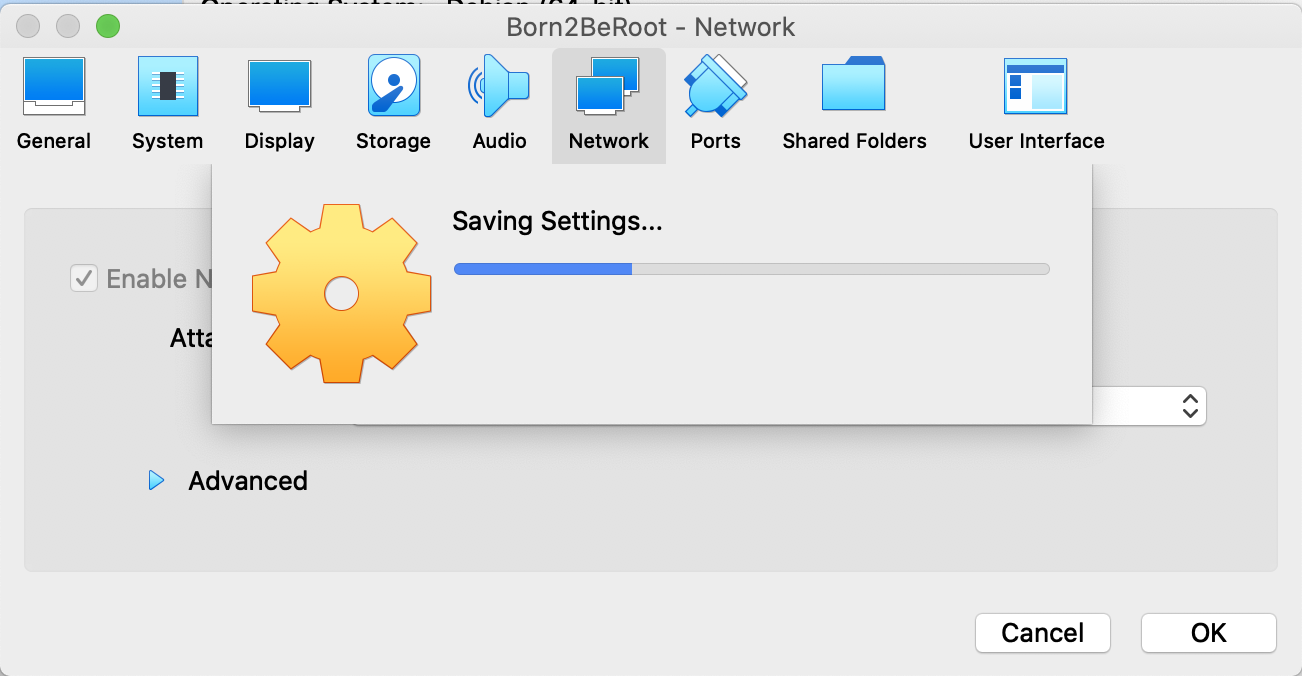 Operating System: Debian (64-bit)
Born2BeRoot - Network
General System Display Storage Audio Network Ports Shared Folders User Interface
Saving Settings...
Enable N
Atta
Advanced
Cancel OK